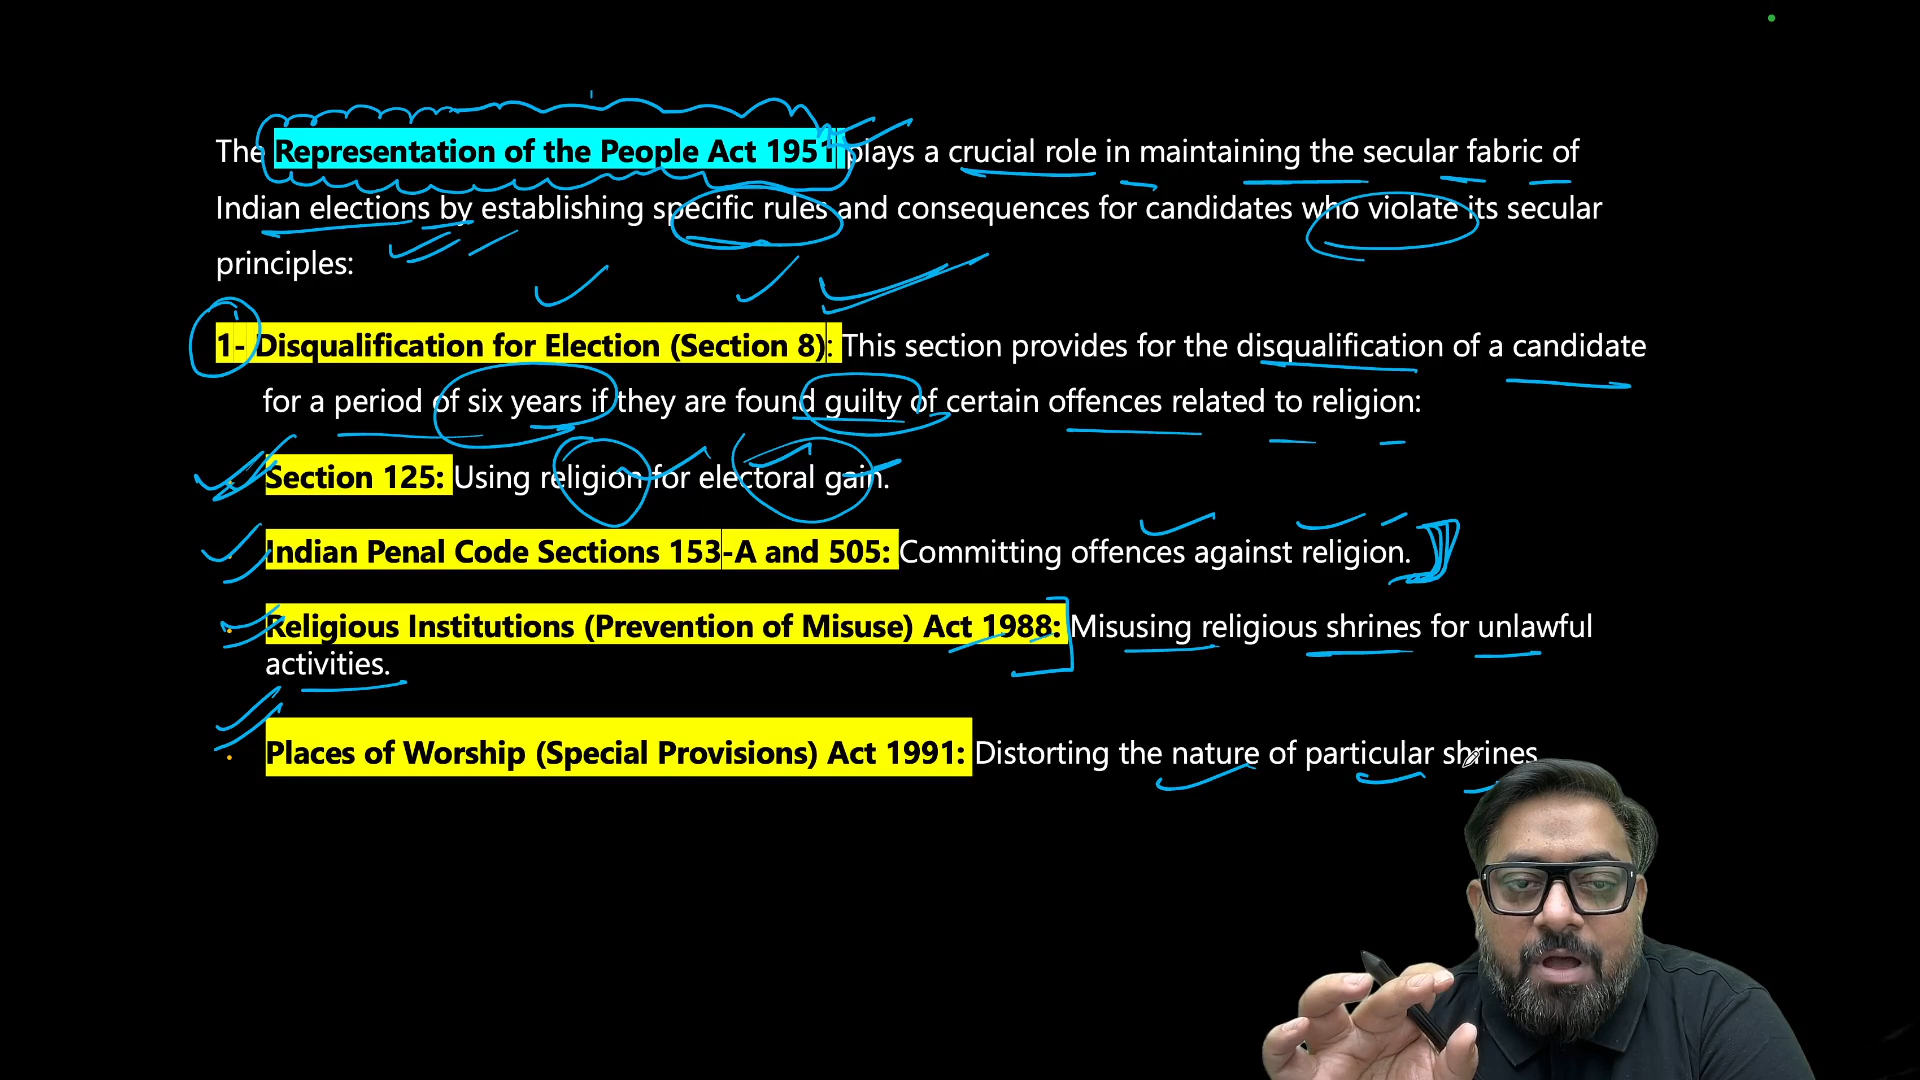 The Representation of the People Act 1951 plays a crucial role in maintaining the secular fabric of
Indian elections by establishing specific rules and consequences for candidates who violate its secular
principles:
1- Disqualification for Election (Section 8): This section provides for the disqualification of a candidate
for a period of six years if they are found guilty of certain offences related to religion:
• Section 125: Using religion for electoral gain.
• Indian Penal Code Sections 153-A and 505: Committing offences against religion.
• Religious Institutions (Prevention of Misuse) Act 1988: Misusing religious shrines for unlawful
activities.
• Places of Worship (Special Provisions) Act 1991: Distorting the nature of particular shrines